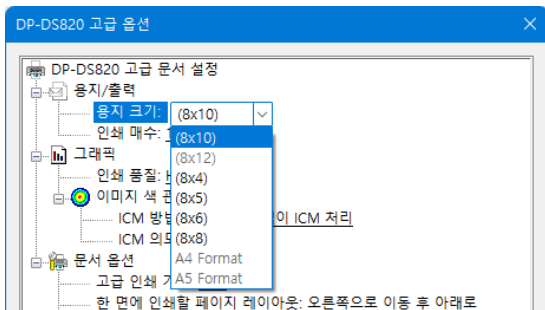 DP-DS820 고급 옵션
DP-DS820 고급 문서 설정
용지/출력
용지 크기: (8x10)
인쇄 매수:
(8x10)
(8x12)
그래픽
인쇄 품질:
(8x4)
이미지 색
(8x5)
ICM 방법
(8x6)
이 ICM 처리
ICM 의도
(8x8)
문서 옵션
A4 Format
고급 인쇄
A5 Format
한 면에 인쇄할 페이지 레이아웃: 오른쪽으로 이동 후 아래로